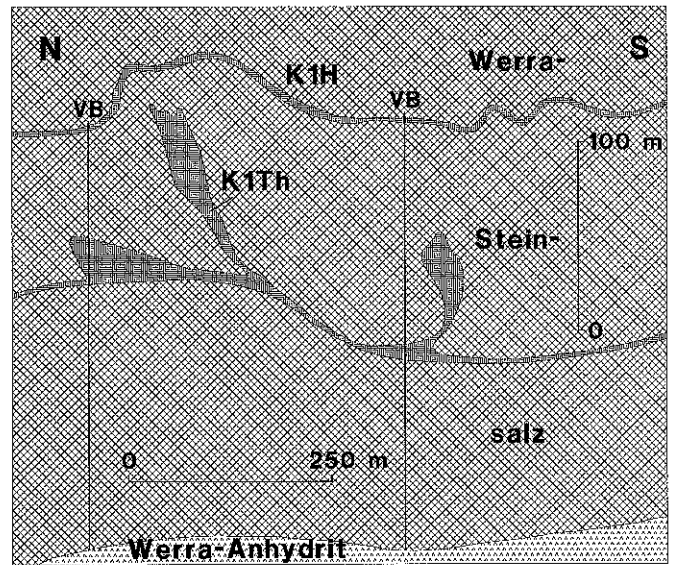 N
S
K1H
Werra-
VB
VB
100 m
K1Th
Stein-
0
salz
0
250 m
Werra-Anhydrit